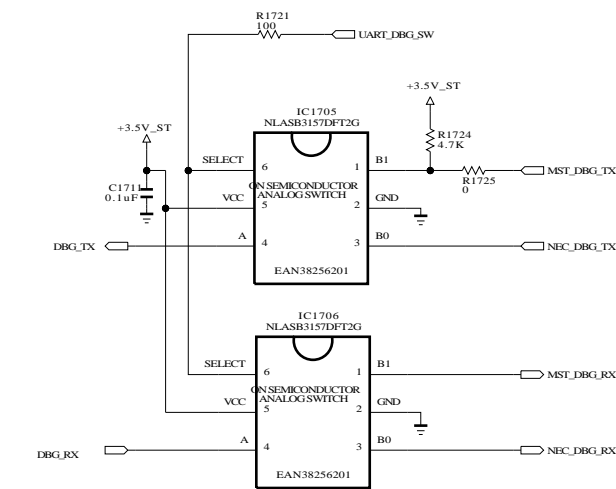 R1721
100
UART_DBG_SW
+3.5V_ST
IC1705
NLASB3157DFT2G
+3.5V_ST
R1724
4.7K
SELECT
6
1
B1
R1725
0
MST_DBG_TX
C1711
0.1uF
ON SEMICONDUCTOR
ANALOG SWITCH
VCC
5
2
GND
DBG_TX
A
4
3
B0
NEC_DBG_TX
EAN38256201
IC1706
NLASB3157DFT2G
SELECT
6
1
B1
MST_DBG_RX
ON SEMICONDUCTOR
ANALOG SWITCH
VCC
5
2
GND
DBG_RX
A
4
3
B0
NEC_DBG_RX
EAN38256201